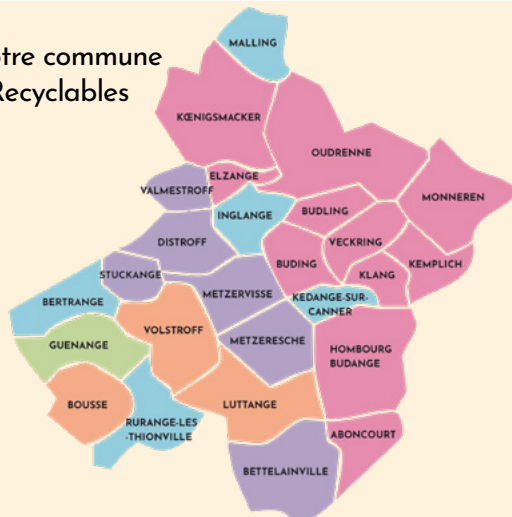 tre commune
Recyclables
MALLING
KŒNIGSMACKER
OUDRENNE
ELZANGE
VALMESTROFF
MONNEREN
INGLANGE
BUDLING
DISTROFF
VECKRING
BUDING
KEMPLICH
STUCKANGE
KLANG
METZERVISSE
BERTRANGE
KEDANGE-SUR-
CANNER
VOLSTROFF
METZERESCHE
GUENANGE
HOMBOURG
BUDANGE
BOUSSE
LUTTANGE
RURANGE-LES
-THIONVILLE
ABONCOURT
BETTELAINVILLE